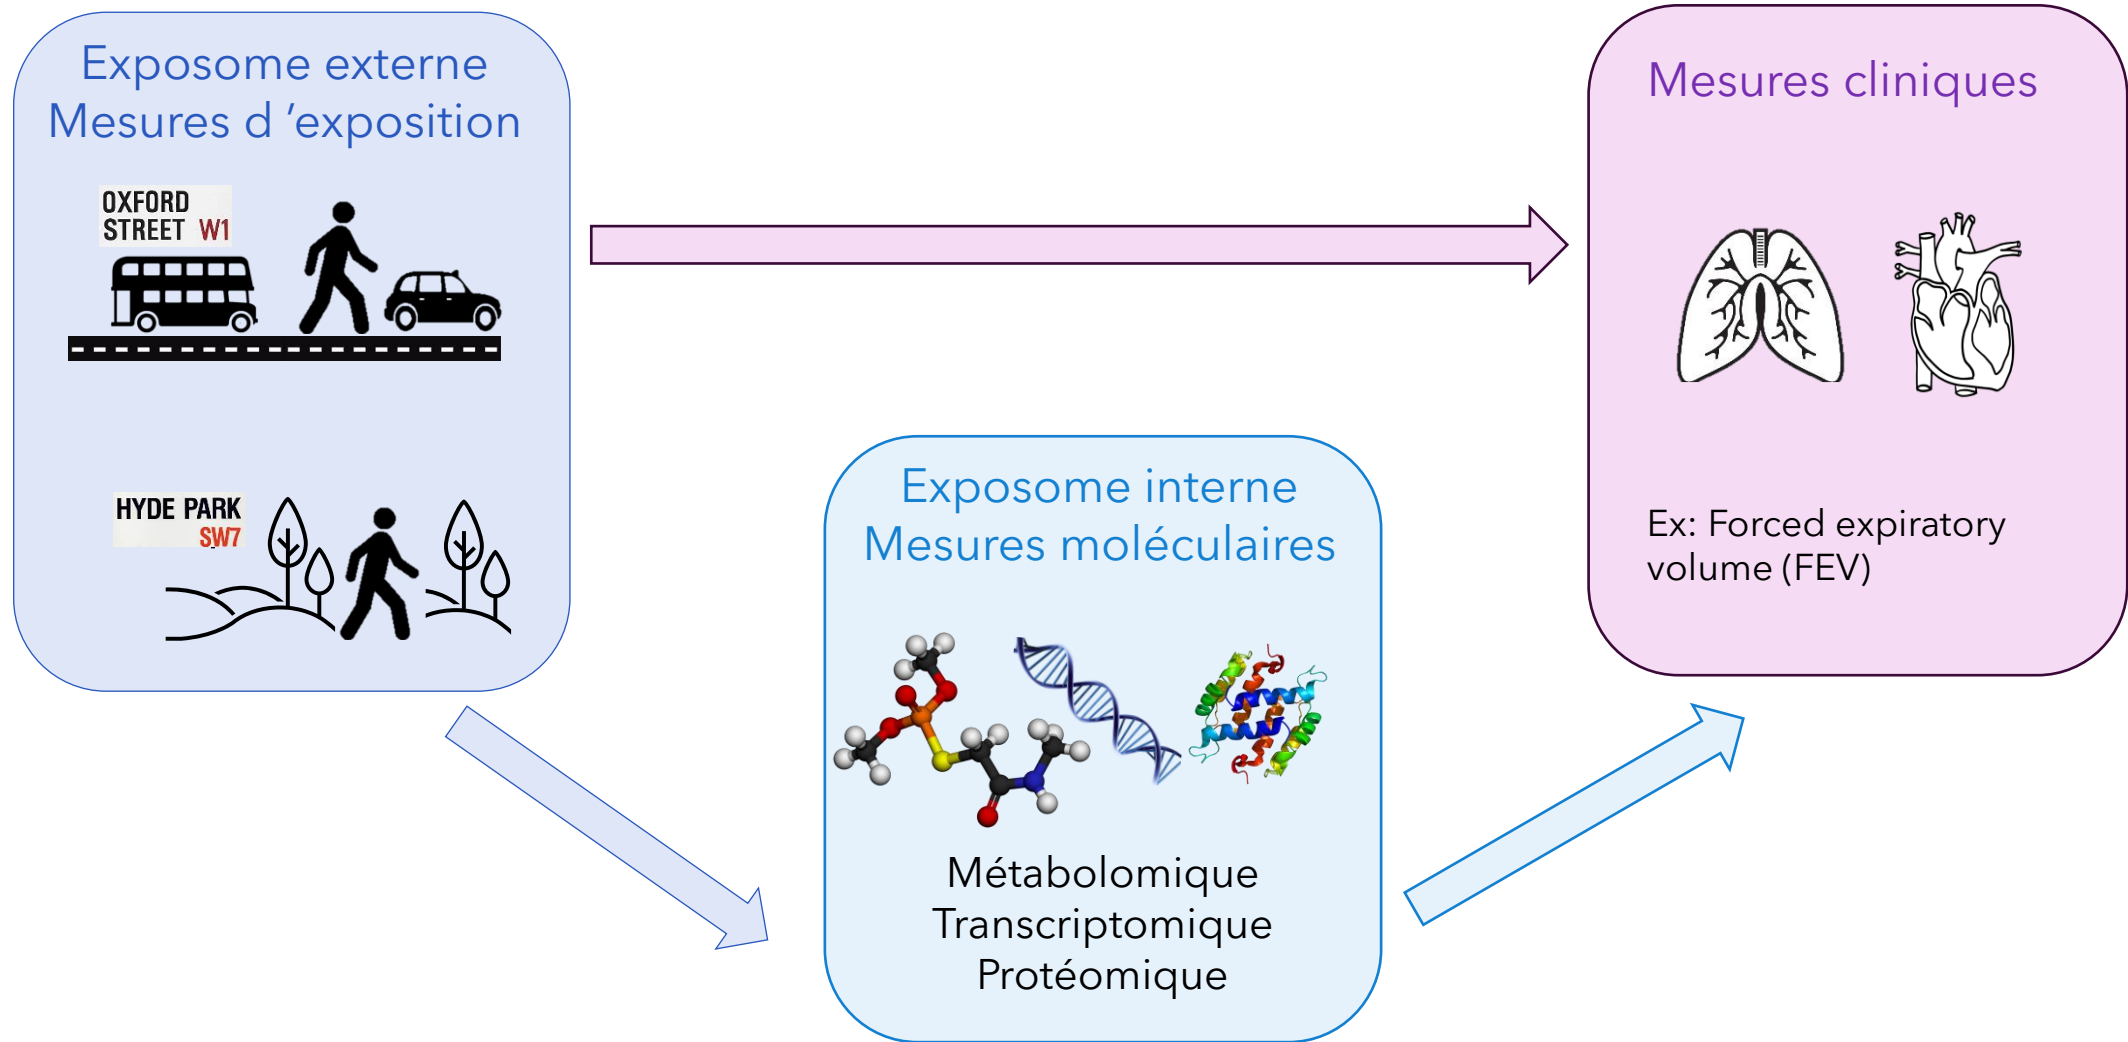 Exposome externe
Mesures d ’exposition
OXFORD
STREET W1
HYDE PARK
SW7
Exposome interne
Mesures moléculaires
Métabolomique
Transcriptomique
Protéomique
Mesures cliniques
Ex: Forced expiratory
volume (FEV)